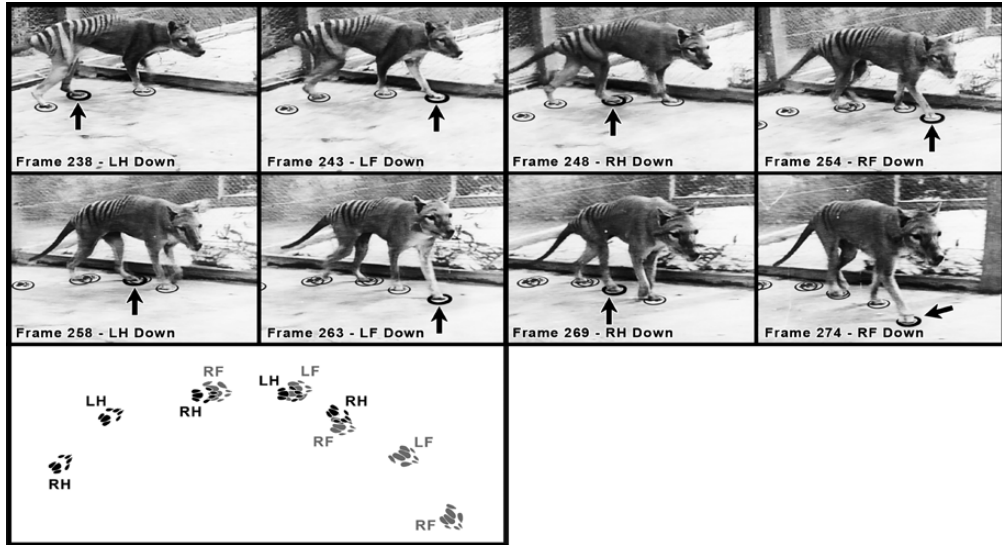 Frame 238 - LH Down
Frame 243 - LF Down
Frame 248 - RH Down
Frame 254 - RF Down
Frame 258 - LH Down
Frame 263 - LF Down
Frame 269 - RH Down
Frame 274 - RF Down
RF
LH
LF
LH
RH
RH
RF
LF
RH
RF